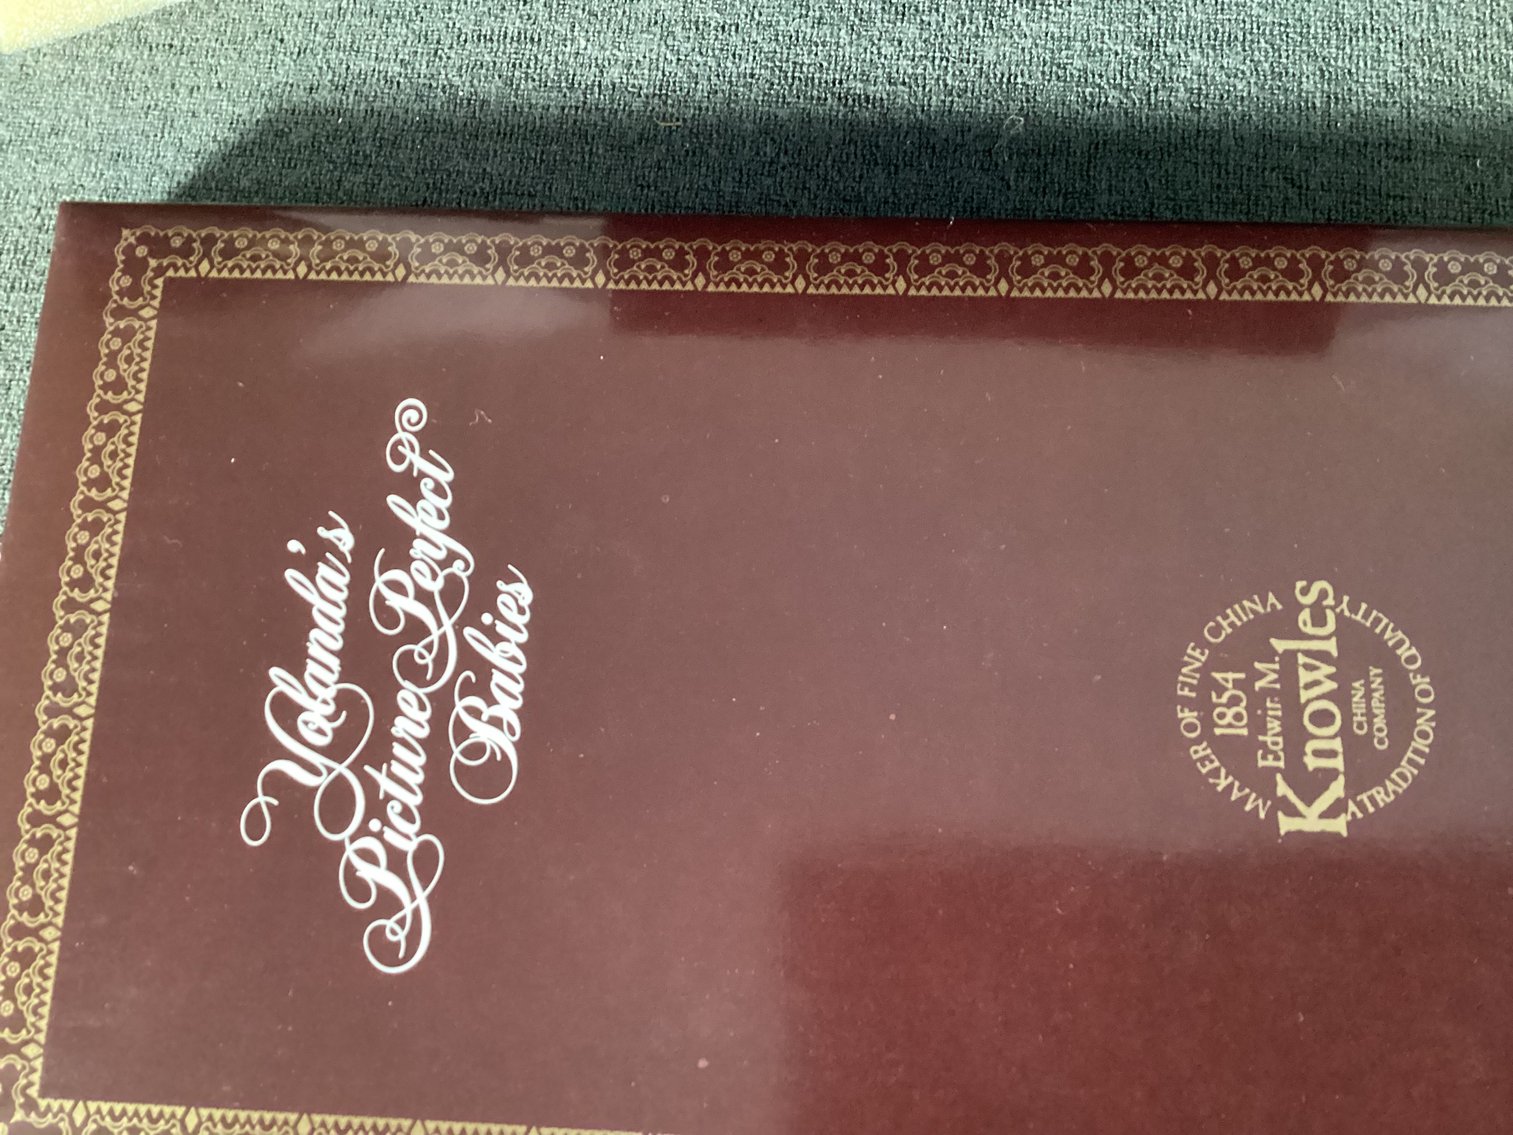 Yolanda's
Picture Perfect
Babies
MAKER OF FINE CHINA
1854
Edwin M.
Knowles
CHINA
COMPANY
A TRADITION OF QUALITY